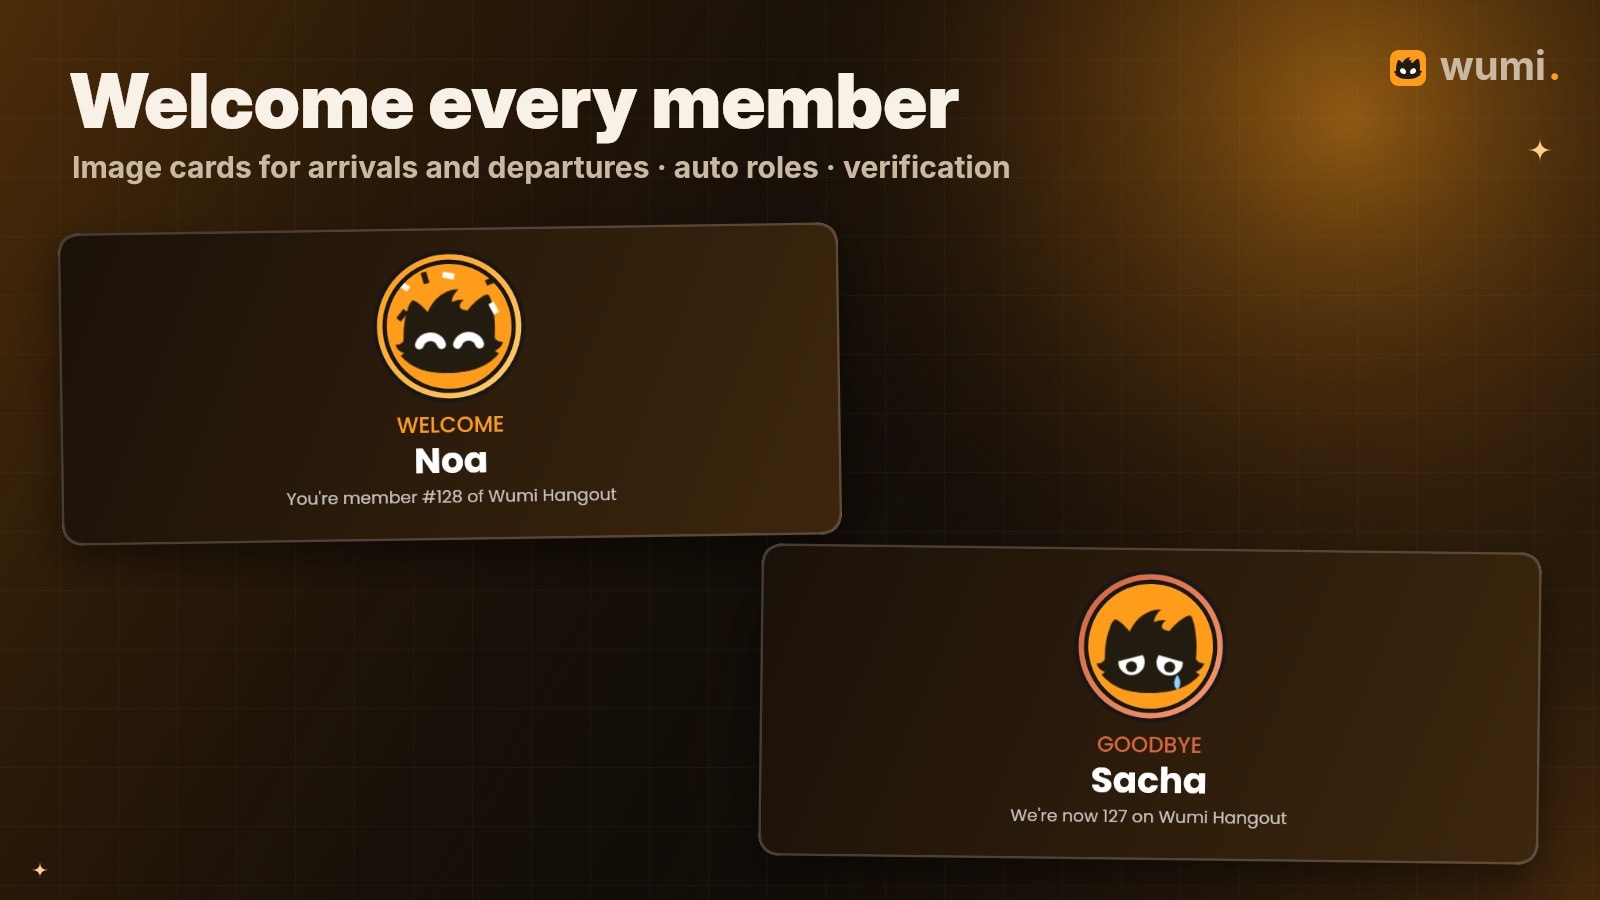 Welcome every member
wumi.
Image cards for arrivals and departures · auto roles · verification
WELCOME
Noa
You're member #128 of Wumi Hangout
GOODBYE
Sacha
We're now 127 on Wumi Hangout